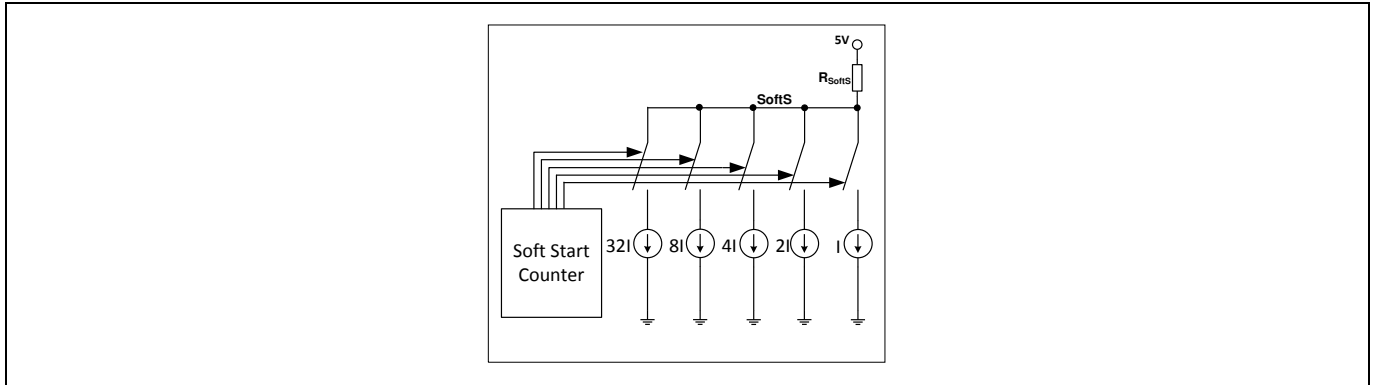 5V
RSoftS
SoftS
32I
8I
4I
2I
I
Soft Start
Counter